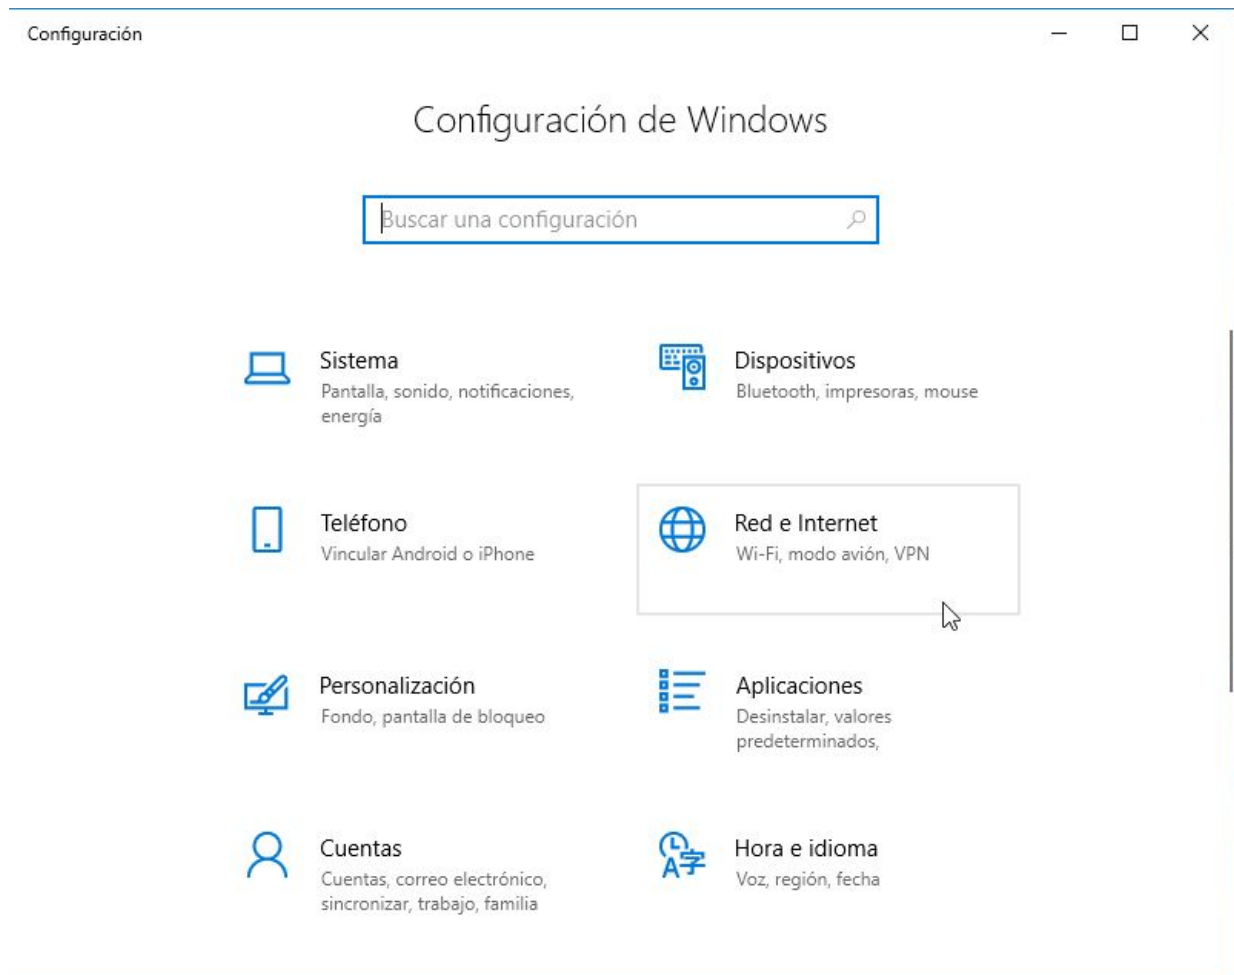 Configuración
Configuración de Windows
Buscar una configuración
Sistema
Pantalla, sonido, notificaciones,
energía
Dispositivos
Bluetooth, impresoras, mouse
Teléfono
Vincular Android o iPhone
Red e Internet
Wi-Fi, modo avión, VPN
Personalización
Fondo, pantalla de bloqueo
Aplicaciones
Desinstalar, valores
predeterminados,
Cuentas
Cuentas, correo electrónico,
sincronizar, trabajo, familia
Hora e idioma
Voz, región, fecha